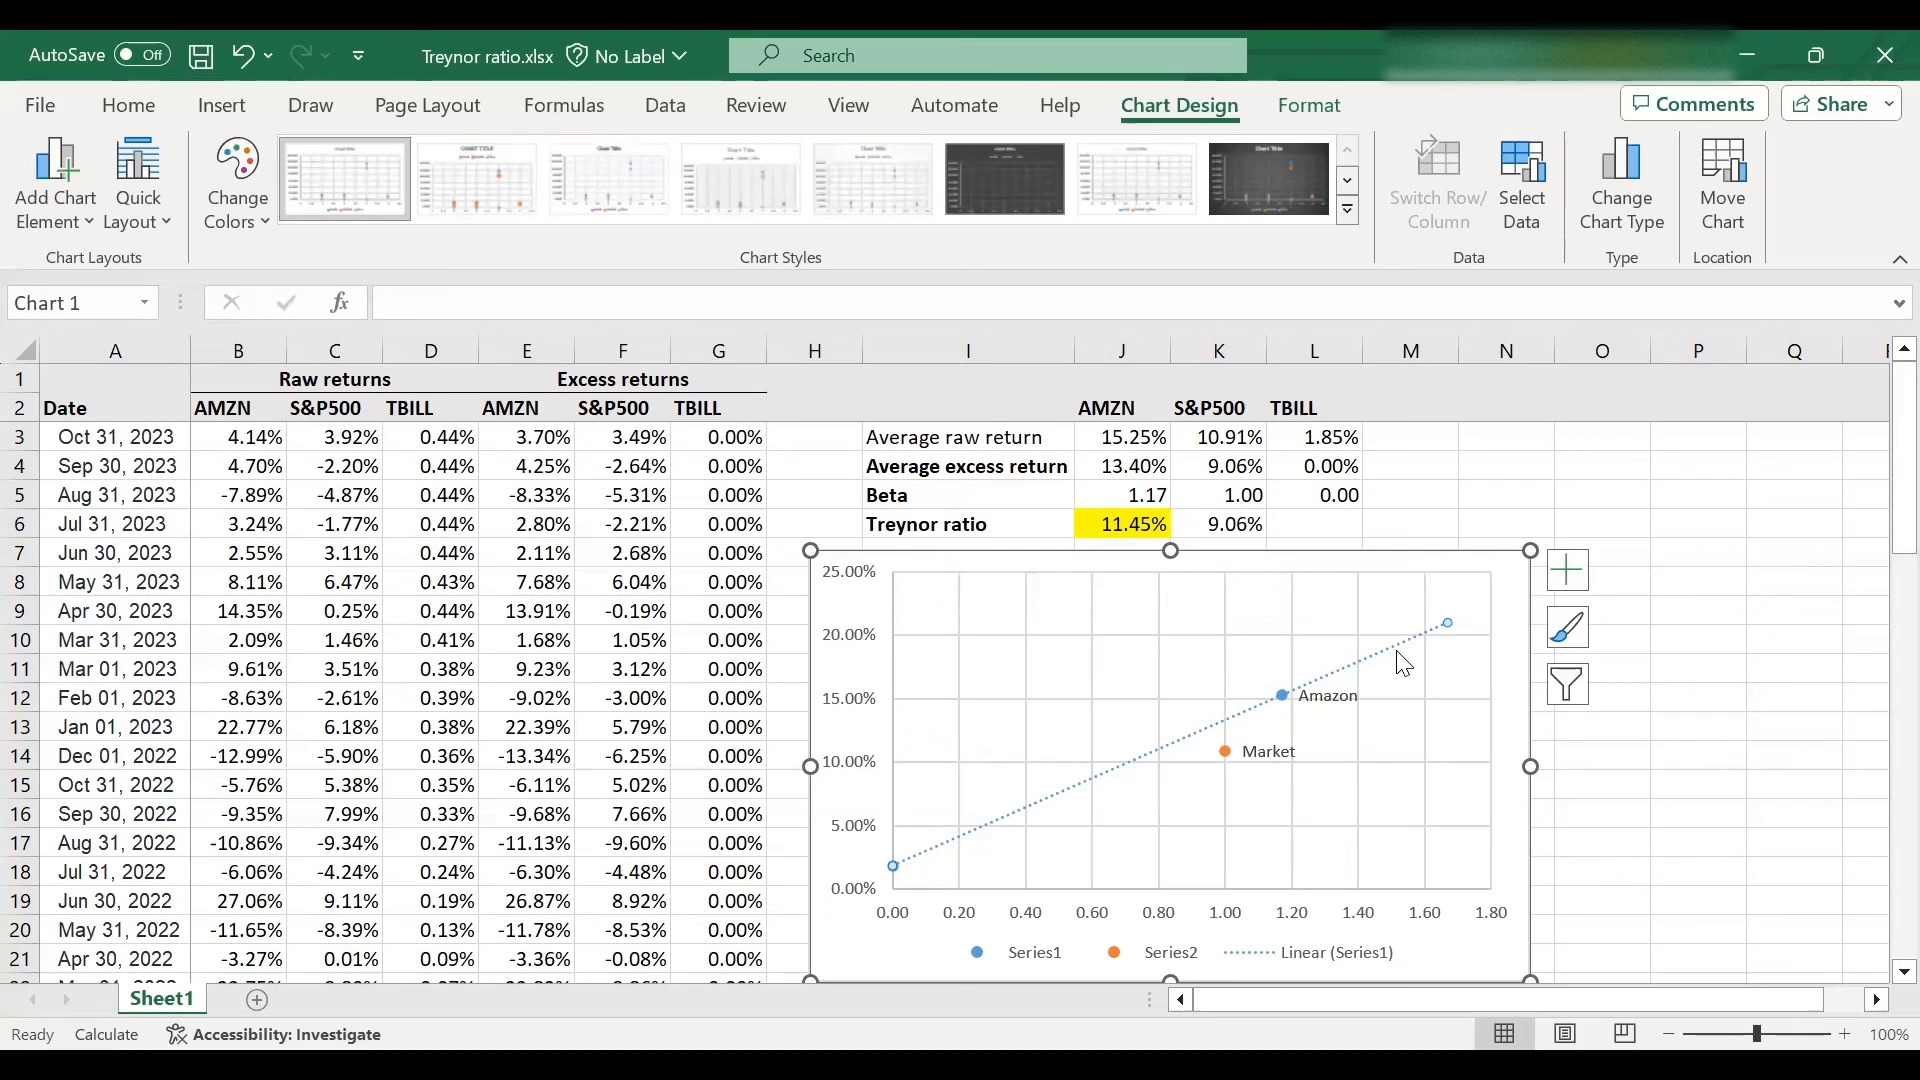 AutoSave Off Treynor ratio.xlsx No Label Search
File Home Insert Draw Page Layout Formulas Data Review View Automate Help Chart Design Format Comments Share
Add Chart Element Quick Layout Change Colors Switch Row/ Column Select Data Change Chart Type Move Chart
Chart Layouts Chart Styles Data Type Location
Chart 1 fx
A B C D E F G H I J K L M N O P Q
1 Raw returns Excess returns
2 Date AMZN S&P500 TBILL AMZN S&P500 TBILL AMZN S&P500 TBILL
3 Oct 31, 2023 4.14% 3.92% 0.44% 3.70% 3.49% 0.00% Average raw return 15.25% 10.91% 1.85%
4 Sep 30, 2023 4.70% -2.20% 0.44% 4.25% -2.64% 0.00% Average excess return 13.40% 9.06% 0.00%
5 Aug 31, 2023 -7.89% -4.87% 0.44% -8.33% -5.31% 0.00% Beta 1.17 1.00 0.00
6 Jul 31, 2023 3.24% -1.77% 0.44% 2.80% -2.21% 0.00% Treynor ratio 11.45% 9.06%
7 Jun 30, 2023 2.55% 3.11% 0.44% 2.11% 2.68% 0.00%
8 May 31, 2023 8.11% 6.47% 0.43% 7.68% 6.04% 0.00%
9 Apr 30, 2023 14.35% 0.25% 0.44% 13.91% -0.19% 0.00%
10 Mar 31, 2023 2.09% 1.46% 0.41% 1.68% 1.05% 0.00%
11 Mar 01, 2023 9.61% 3.51% 0.38% 9.23% 3.12% 0.00%
12 Feb 01, 2023 -8.63% -2.61% 0.39% -9.02% -3.00% 0.00%
13 Jan 01, 2023 22.77% 6.18% 0.38% 22.39% 5.79% 0.00%
14 Dec 01, 2022 -12.99% -5.90% 0.36% -13.34% -6.25% 0.00%
15 Oct 31, 2022 -5.76% 5.38% 0.35% -6.11% 5.02% 0.00%
16 Sep 30, 2022 -9.35% 7.99% 0.33% -9.68% 7.66% 0.00%
17 Aug 31, 2022 -10.86% -9.34% 0.27% -11.13% -9.60% 0.00%
18 Jul 31, 2022 -6.06% -4.24% 0.24% -6.30% -4.48% 0.00%
19 Jun 30, 2022 27.06% 9.11% 0.19% 26.87% 8.92% 0.00%
20 May 31, 2022 -11.65% -8.39% 0.13% -11.78% -8.53% 0.00%
21 Apr 30, 2022 -3.27% 0.01% 0.09% -3.36% -0.08% 0.00%
25.00%
20.00%
15.00% Amazon
10.00% Market
5.00%
0.00%
0.00 0.20 0.40 0.60 0.80 1.00 1.20 1.40 1.60 1.80
Series1 Series2 Linear (Series1)
Sheet1
Ready Calculate Accessibility: Investigate 100%